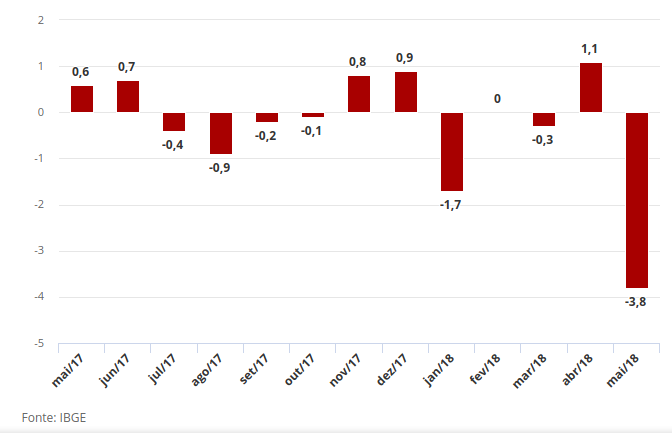 2
1
0
-1
-2
-3
-4
-5
0,6
0,7
-0,4
-0,9
-0,2
-0,1
0,8
0,9
-1,7
0
-0,3
1,1
-3,8
mai/17
jun/17
jul/17
ago/17
set/17
out/17
nov/17
dez/17
jan/18
fev/18
mar/18
abr/18
mai/18
Fonte: IBGE